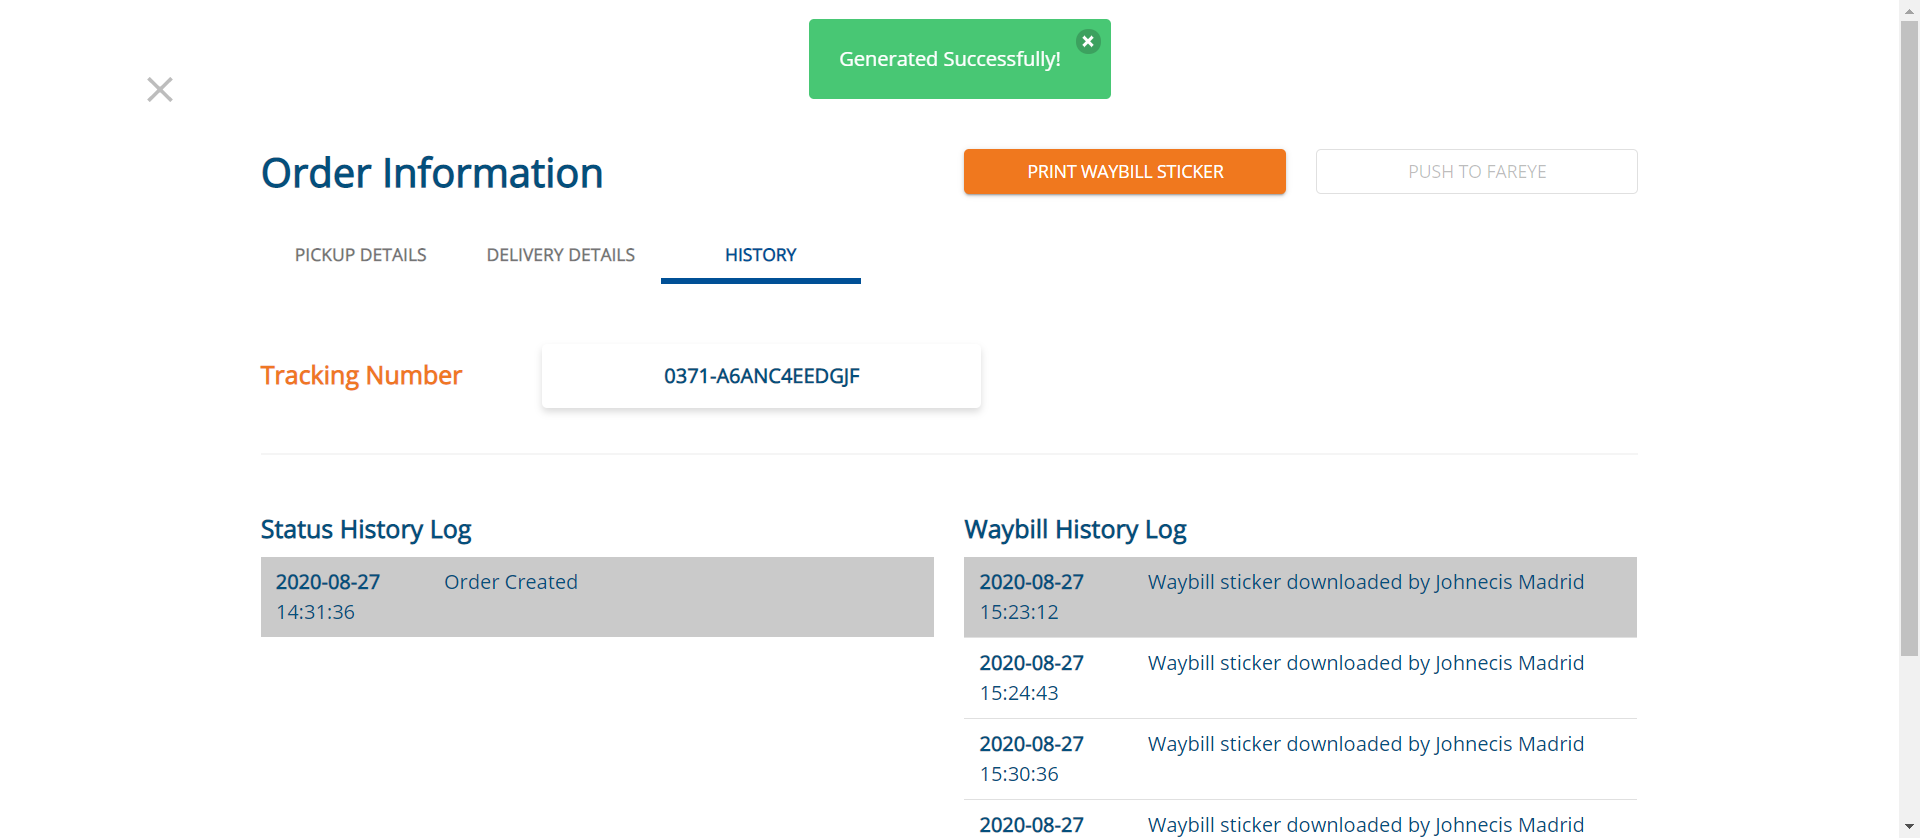 Generated Successfully!
Order Information
PRINT WAYBILL STICKER
PUSH TO FAREYE
PICKUP DETAILS
DELIVERY DETAILS
HISTORY
Tracking Number
0371-A6ANC4EEDGJF
Status History Log
2020-08-27 Order Created
14:31:36
Waybill History Log
2020-08-27 Waybill sticker downloaded by Johnecis Madrid
15:23:12
2020-08-27 Waybill sticker downloaded by Johnecis Madrid
15:24:43
2020-08-27 Waybill sticker downloaded by Johnecis Madrid
15:30:36
2020-08-27 Waybill sticker downloaded by Johnecis Madrid